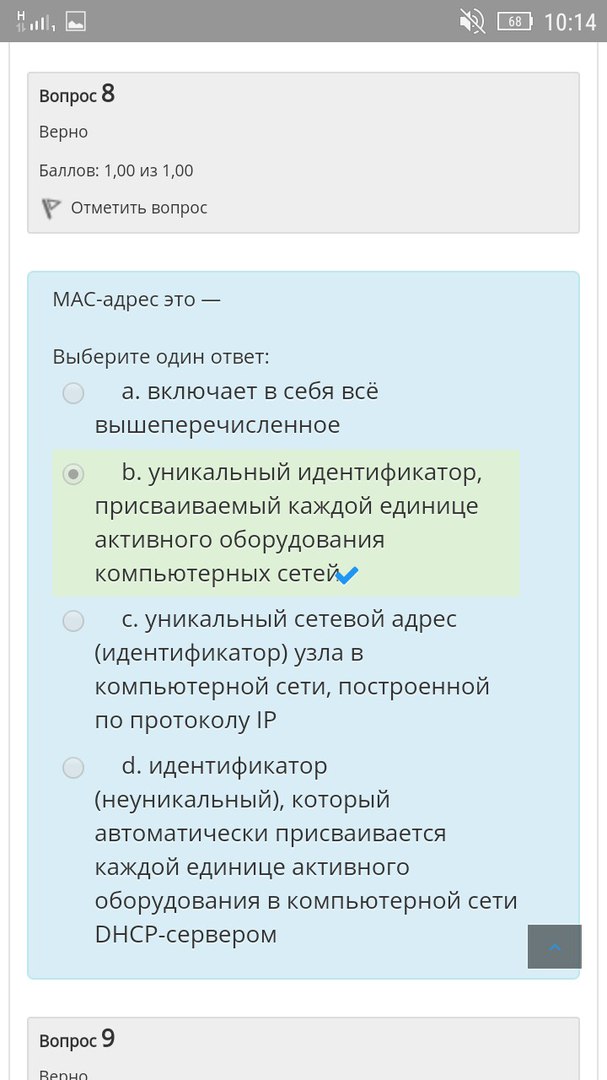 H
1
68
10:14
Вопрос 8
Верно
Баллов: 1,00 из 1,00
Отметить вопрос
MAC-адрес это —
Выберите один ответ:
a. включает в себя всё
вышеперечисленное
b. уникальный идентификатор,
присваиваемый каждой единице
активного оборудования
компьютерных сетей
c. уникальный сетевой адрес
(идентификатор) узла в
компьютерной сети, построенной
по протоколу IP
d. идентификатор
(неуникальный), который
автоматически присваивается
каждой единице активного
оборудования в компьютерной сети
DHCP-сервером
Вопрос 9
Верно